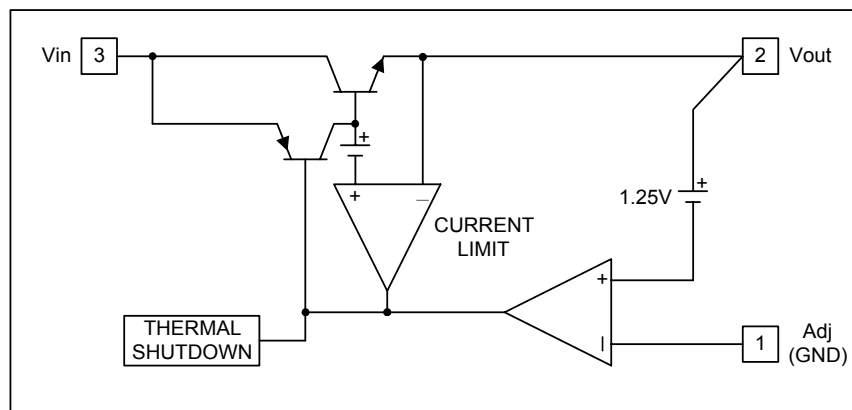 Vin 3
2 Vout
+
+ –
1.25V +
CURRENT
LIMIT
+
–
THERMAL
SHUTDOWN
1 Adj
(GND)